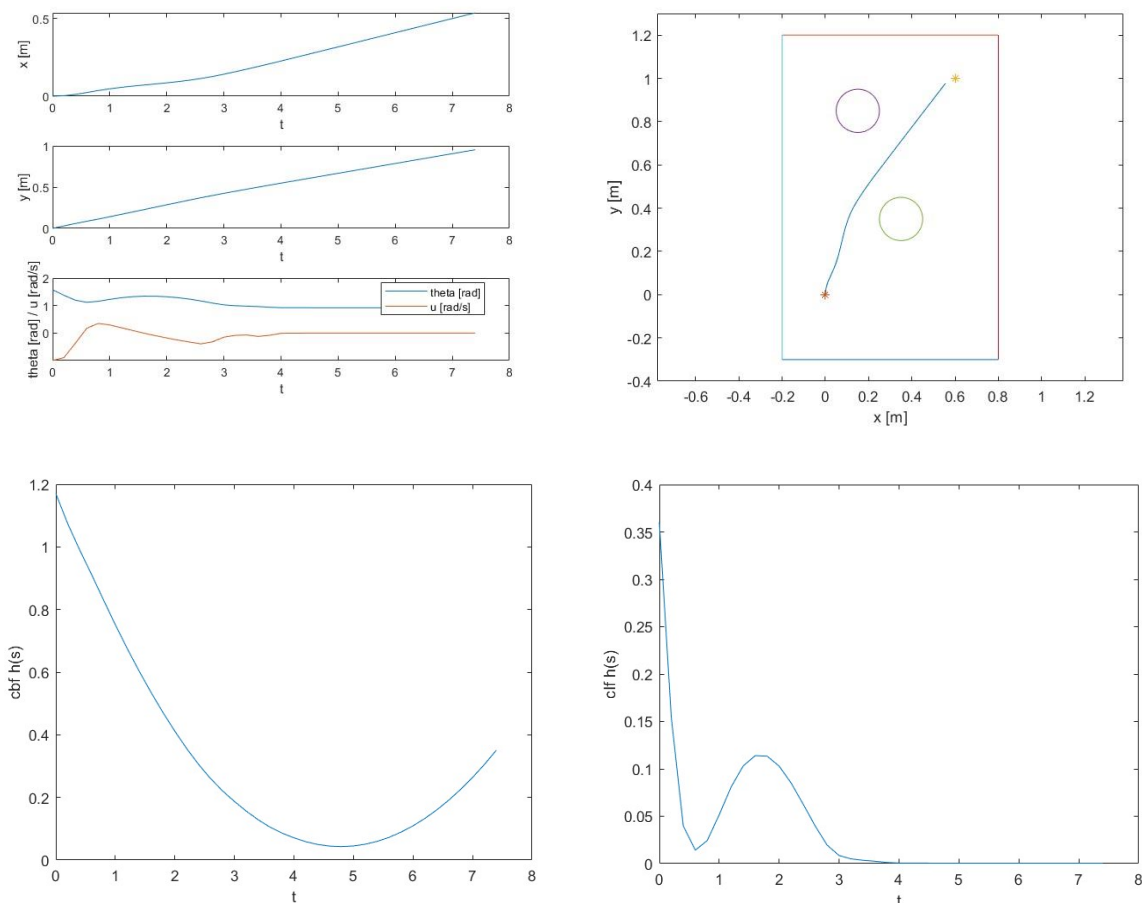 0.5
0
x [m]
0 1 2 3 4 5 6 7 8
t
1
0.5
0
y [m]
0 1 2 3 4 5 6 7 8
t
2
1
0
theta [rad] / u [rad/s]
theta [rad]
u [rad/s]
0 1 2 3 4 5 6 7 8
t
1.2
1
0.8
0.6
0.4
0.2
0
-0.2
-0.4
y [m]
-0.6 -0.4 -0.2 0 0.2 0.4 0.6 0.8 1 1.2
x [m]
1.2
1
0.8
0.6
0.4
0.2
0
cbf h(s)
0 1 2 3 4 5 6 7 8
t
0.4
0.35
0.3
0.25
0.2
0.15
0.1
0.05
0
clf h(s)
0 1 2 3 4 5 6 7 8
t